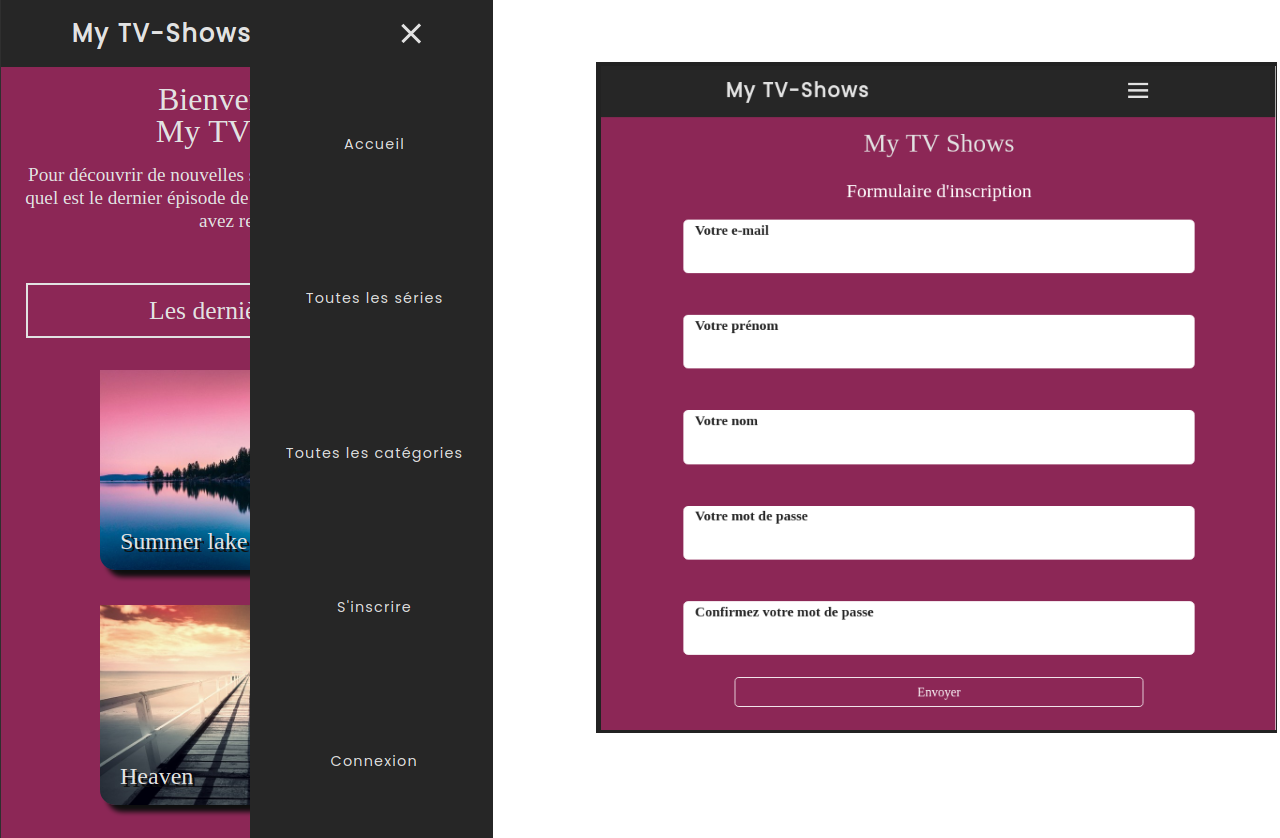 My TV-Shows
Bienve
My TV
Pour découvrir de nouvelles
quel est le dernier épisode de
avez re
Les derniè
Summer lake
Heaven
Accueil
Toutes les séries
Toutes les catégories
S'inscrire
Connexion
My TV-Shows
My TV Shows
Formulaire d'inscription
Votre e-mail
Votre prénom
Votre nom
Votre mot de passe
Confirmez votre mot de passe
Envoyer